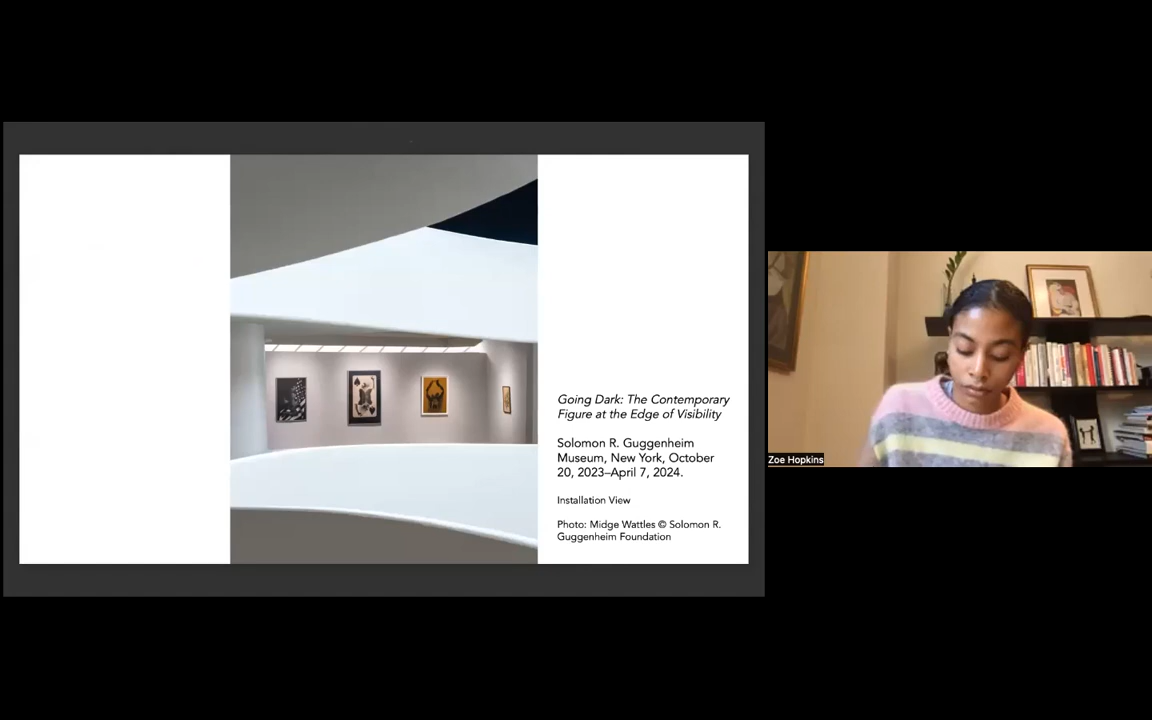 Going Dark: The Contemporary
Figure at the Edge of Visibility
Solomon R. Guggenheim
Museum, New York, October
20, 2023–April 7, 2024.
Installation View
Photo: Midge Wattles © Solomon R.
Guggenheim Foundation
Zoe Hopkins